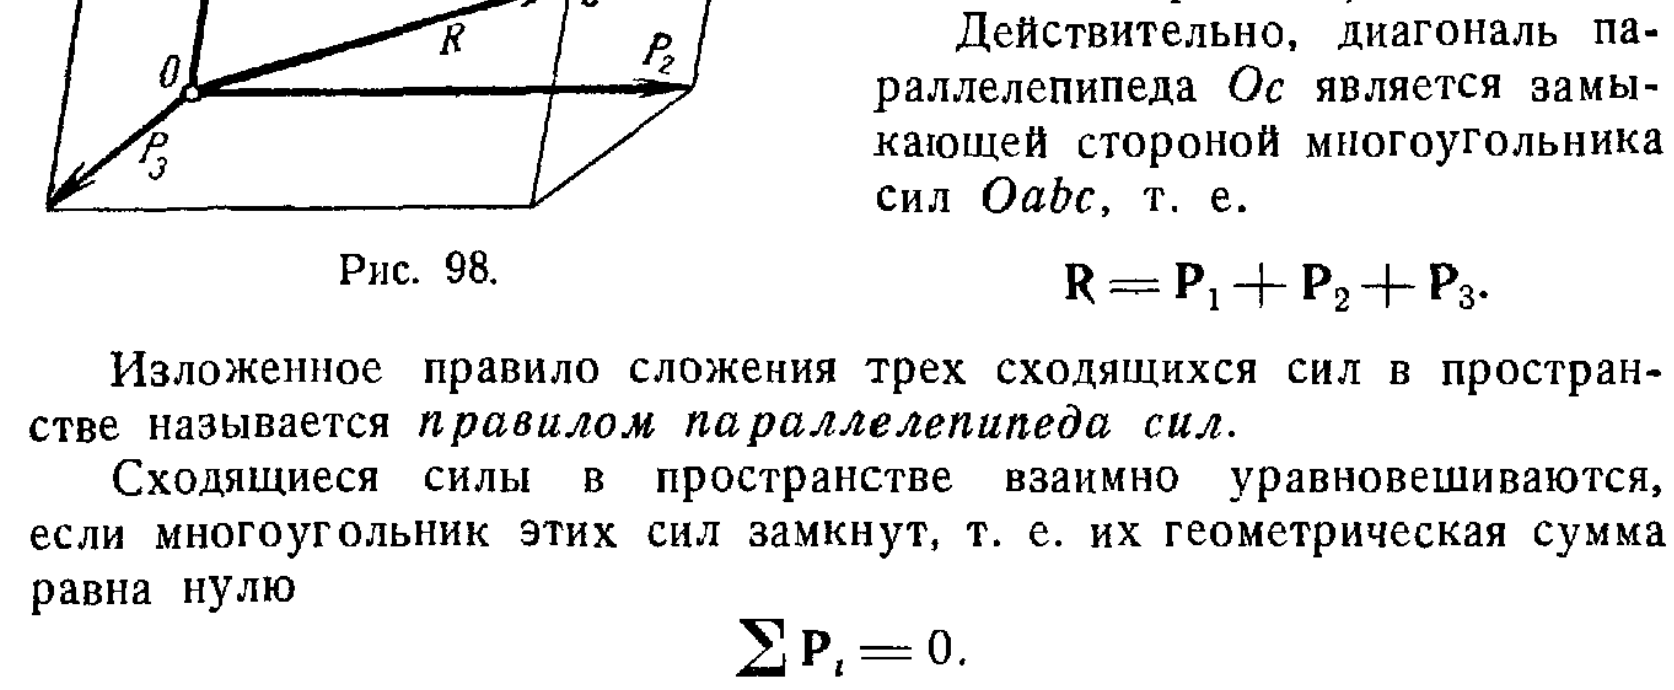 R
P₂
O
P₃
Рис. 98.
Действительно, диагональ па-
раллелепипеда Oc является замы-
кающей стороной многоугольника
сил Oabc, т. е.
R = P₁ + P₂ + P₃.
Изложенное правило сложения трех сходящихся сил в простран-
стве называется правилом параллелепипеда сил.
Сходящиеся силы в пространстве взаимно уравновешиваются,
если многоугольник этих сил замкнут, т. е. их геометрическая сумма
равна нулю
∑ Pᵢ = 0.